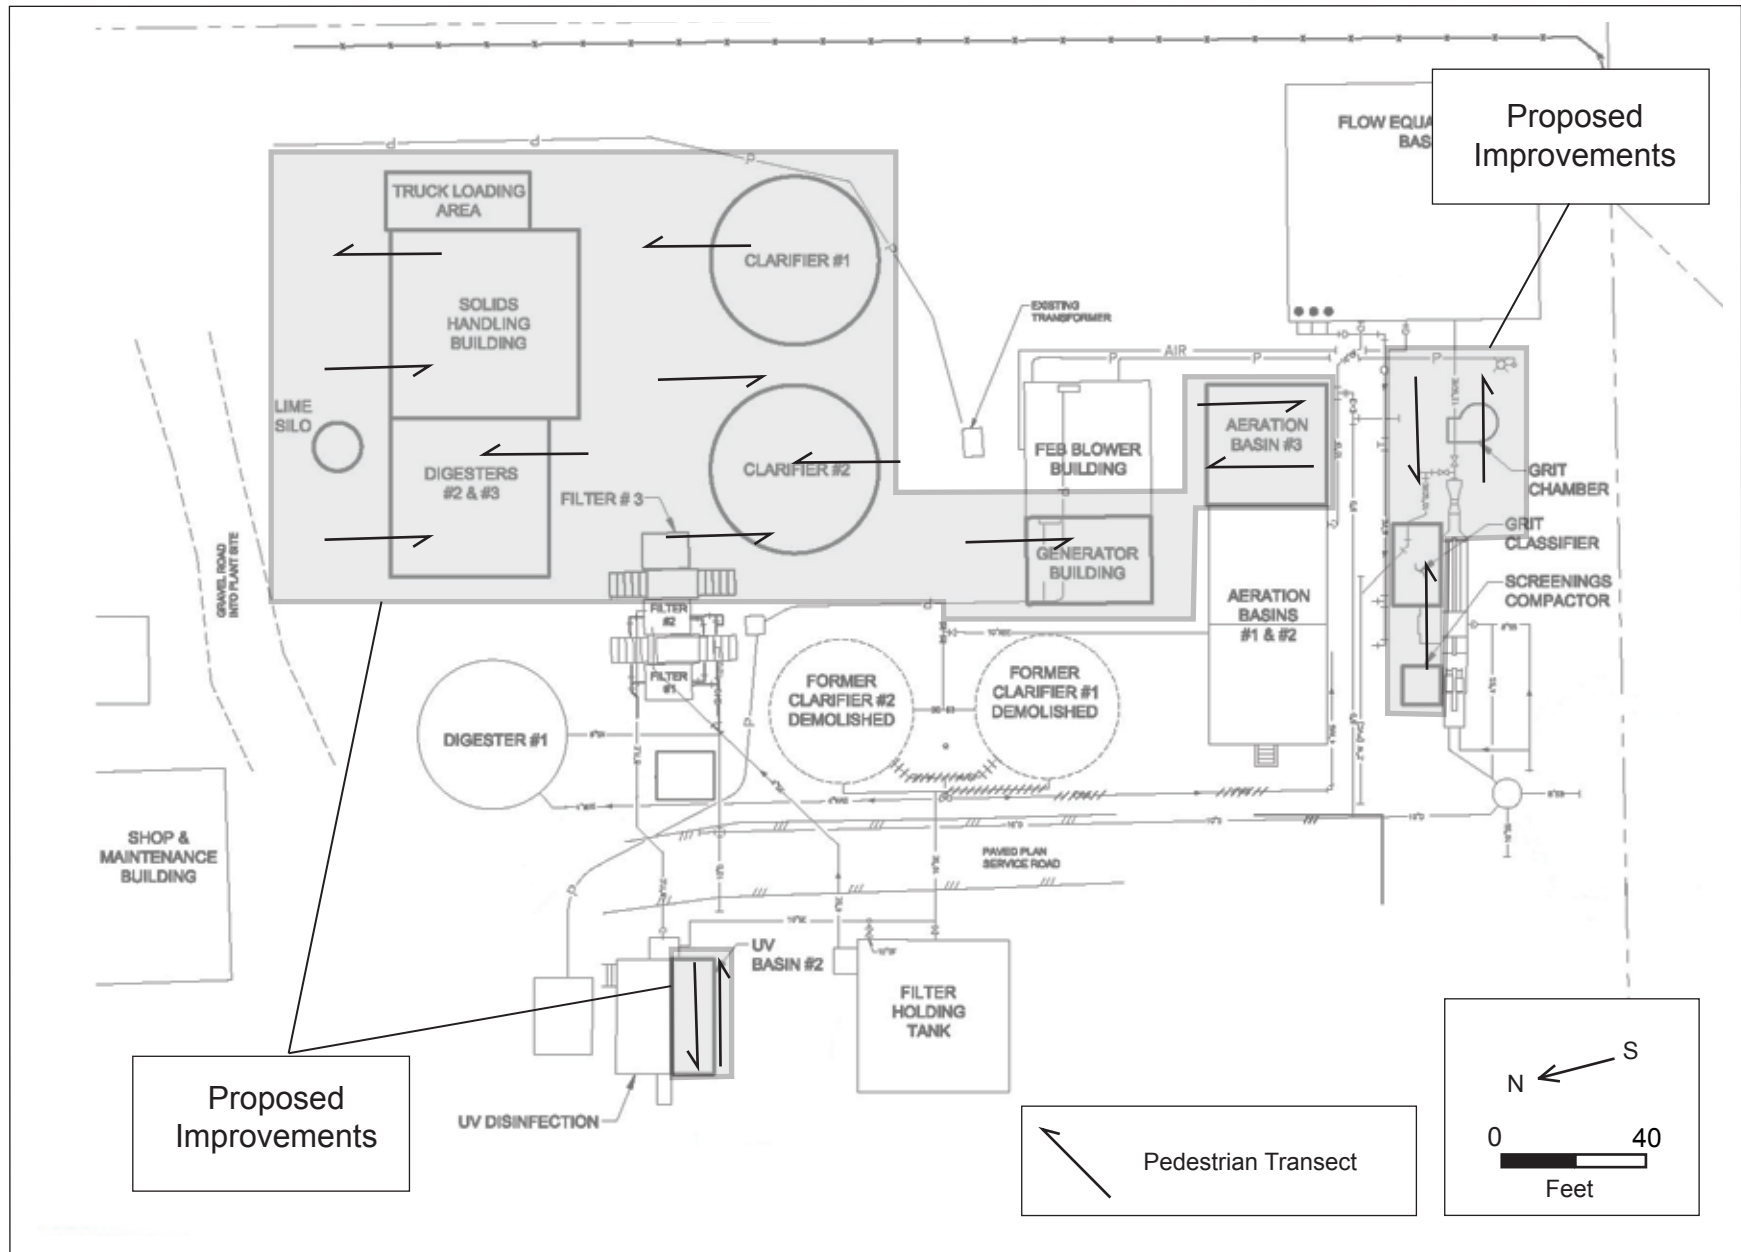 Proposed
Improvements
FLOW EQUA
BAS
TRUCK LOADING
AREA
CLARIFIER #1
SOLIDS
HANDLING
BUILDING
EXISTING
TRANSFORMER
AIR
P
P
P
LIME
SILO
DIGESTERS
#2 & #3
CLARIFIER #2
FILTER # 3
FEB BLOWER
BUILDING
AERATION
BASIN #3
GRIT
CHAMBER
GRIT
CLASSIFIER
SCREENINGS
COMPACTOR
GENERATOR
BUILDING
GRAVEL ROAD
INTO PLANT SITE
FILTER
#2
FILTER
#1
AERATION
BASINS
#1 & #2
FORMER
CLARIFIER #2
DEMOLISHED
FORMER
CLARIFIER #1
DEMOLISHED
DIGESTER #1
SHOP &
MAINTENANCE
BUILDING
PAVED PLAN
SERVICE ROAD
UV
BASIN #2
FILTER
HOLDING
TANK
UV DISINFECTION
Proposed
Improvements
Pedestrian Transect
N
S
0
40
Feet